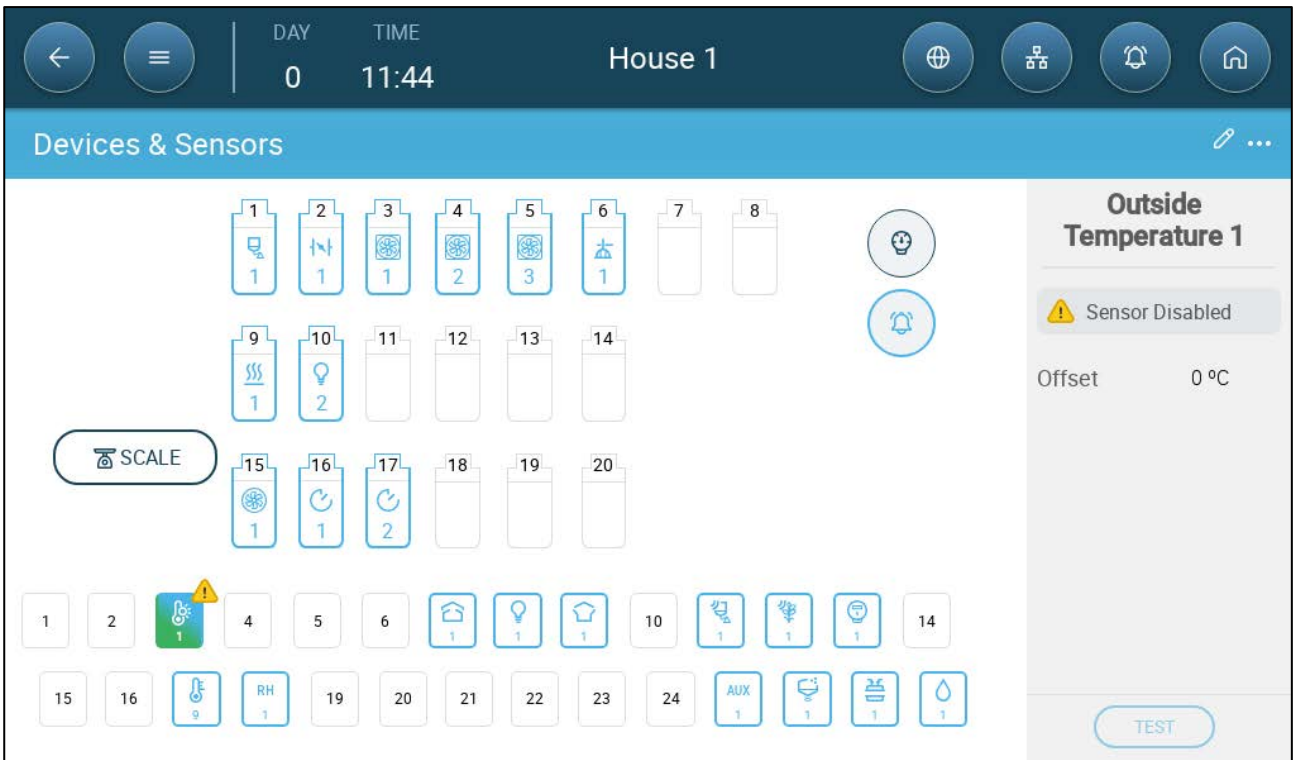 DAY TIME
0 11:44 House 1
Devices & Sensors
1 2 3 4 5 6 7 8
1 1 1 2 3 1
9 10 11 12 13 14
1 2
SCALE
15 16 17 18 19 20
1 1 2
1 2 1 4 5 6 1 1 1 10 1 1 1 14
15 16 9 RH 1 19 20 21 22 23 24 AUX 1 1 1 1
Outside
Temperature 1
Sensor Disabled
Offset 0 ºC
TEST